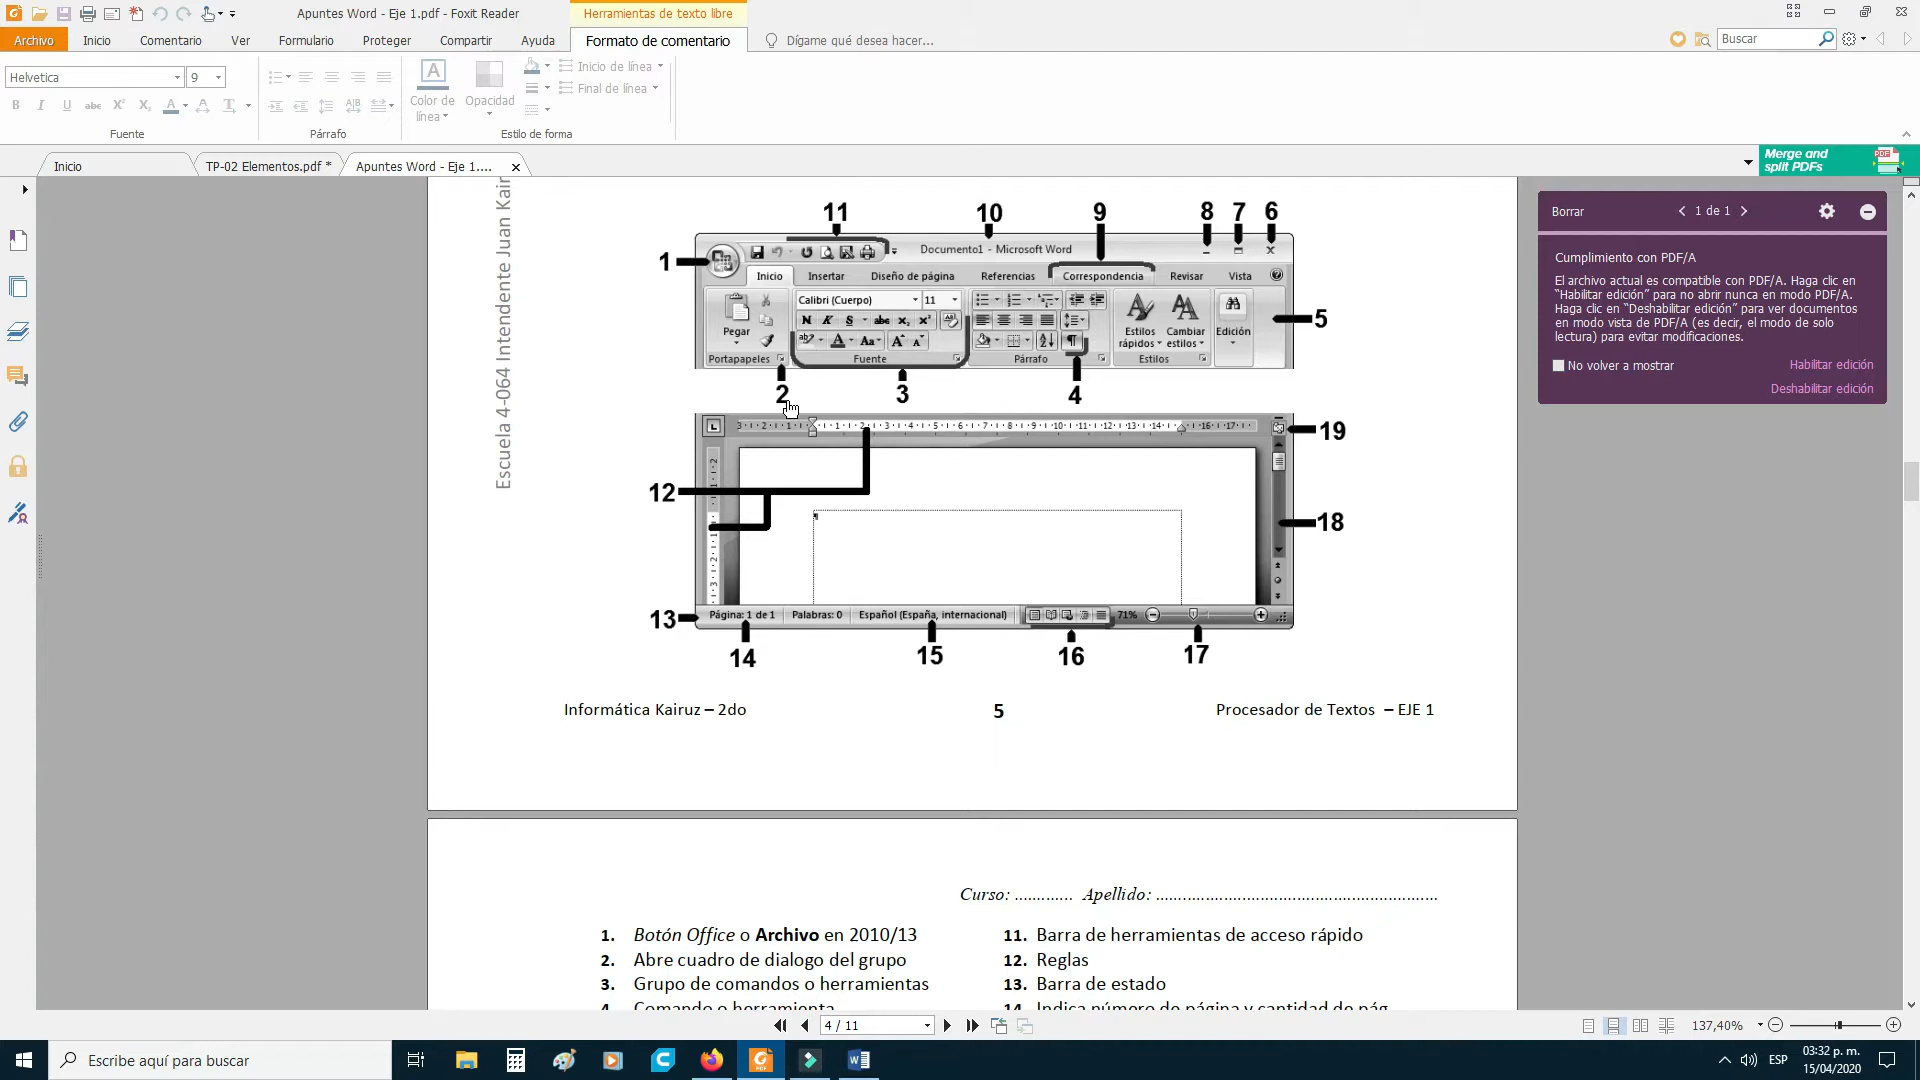 Apuntes Word - Eje 1.pdf - Foxit Reader
Herramientas de texto libre
Archivo
Inicio
Comentario
Ver
Formulario
Proteger
Compartir
Ayuda
Formato de comentario
Dígame qué desea hacer...
Buscar
Helvetica
9
Color de línea
Opacidad
Inicio de línea
Final de línea
Fuente
Párrafo
Estilo de forma
Inicio
TP-02 Elementos.pdf *
Apuntes Word - Eje 1....
Merge and
split PDFs
Escuela 4-064 Intendente Juan Kair
11
10
9
8
7
6
1
Documento1 - Microsoft Word
Inicio
Insertar
Diseño de página
Referencias
Correspondencia
Revisar
Vista
Pegar
Calibri (Cuerpo)
11
Estilos rápidos
Cambiar estilos
Edición
5
Portapapeles
Fuente
Párrafo
Estilos
2
3
4
19
12
18
13
Página: 1 de 1
Palabras: 0
Español (España, internacional)
71%
14
15
16
17
Informática Kairuz – 2do
5
Procesador de Textos – EJE 1
Curso: ............. Apellido: ............................................................
1. Botón Office o Archivo en 2010/13
2. Abre cuadro de dialogo del grupo
3. Grupo de comandos o herramientas
4. Comando o herramienta
11. Barra de herramientas de acceso rápido
12. Reglas
13. Barra de estado
14. Indica número de página y cantidad de pág
Borrar
1 de 1
Cumplimiento con PDF/A
El archivo actual es compatible con PDF/A. Haga clic en
“Habilitar edición” para no abrir nunca en modo PDF/A.
Haga clic en “Deshabilitar edición” para ver documentos
en modo vista de PDF/A (es decir, el modo de solo
lectura) para evitar modificaciones.
No volver a mostrar
Habilitar edición
Deshabilitar edición
4 / 11
137,40%
Escribe aquí para buscar
ESP
03:32 p. m.
15/04/2020